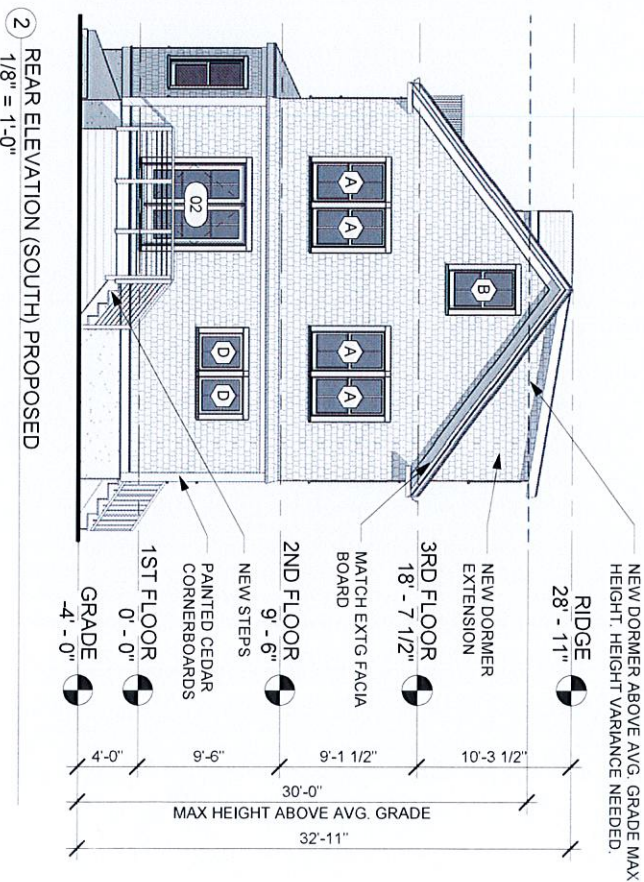 NEW DORMER ABOVE AVG. GRADE MAX
HEIGHT. HEIGHT VARIANCE NEEDED.
RIDGE
28' - 11"
NEW DORMER
EXTENSION
3RD FLOOR
18' - 7 1/2"
MATCH EXTG FACIA
BOARD
2ND FLOOR
9' - 6"
NEW STEPS
PAINTED CEDAR
CORNERBOARDS
1ST FLOOR
0' - 0"
GRADE
-4' - 0"
10'-3 1/2"
9'-1 1/2"
9'-6"
4'-0"
30'-0"
MAX HEIGHT ABOVE AVG. GRADE
32'-11"
B
A
A
A
A
02
D
D
2
REAR ELEVATION (SOUTH) PROPOSED
1/8" = 1'-0"